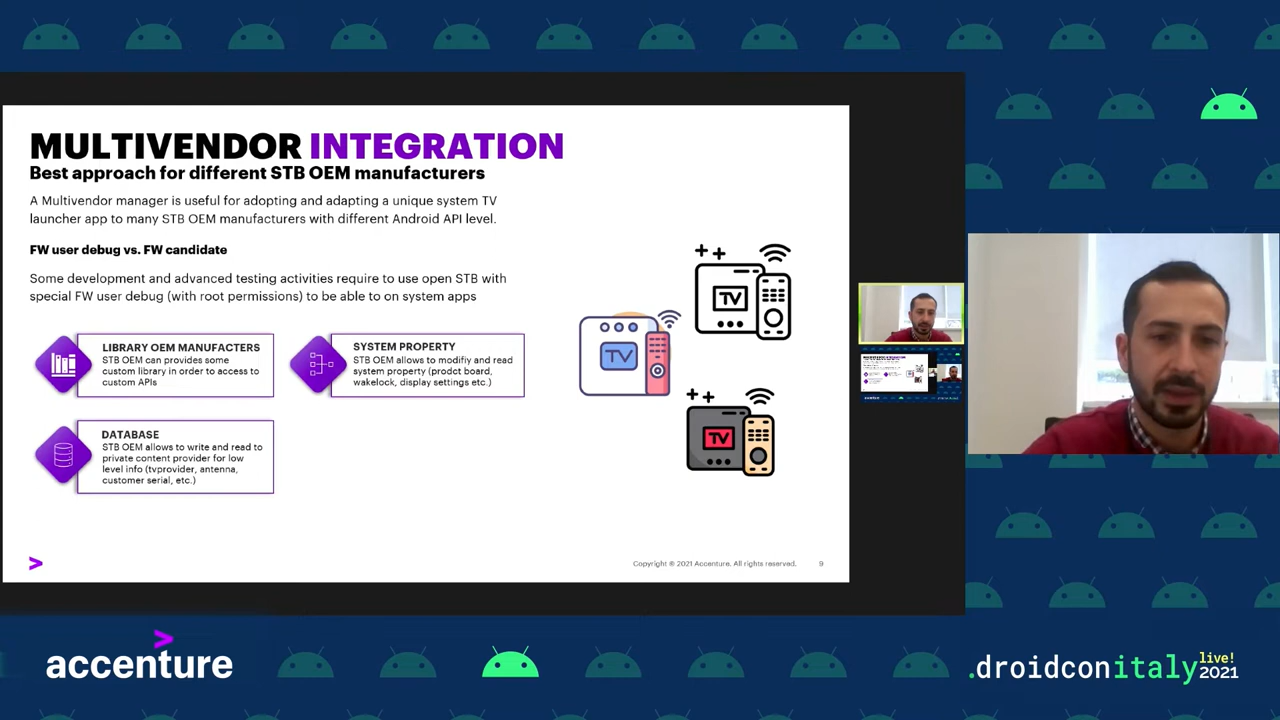 MULTIVENDOR INTEGRATION
Best approach for different STB OEM manufacturers
A Multivendor manager is useful for adopting and adapting a unique system TV
launcher app to many STB OEM manufacturers with different Android API level.
FW user debug vs. FW candidate
Some development and advanced testing activities require to use open STB with
special FW user debug (with root permissions) to be able to on system apps
LIBRARY OEM MANUFACTERS
STB OEM can provides some
custom library in order to access to
custom APIs
SYSTEM PROPERTY
STB OEM allows to modifiy and read
system property (prodct board,
wakelock, display settings etc.)
DATABASE
STB OEM allows to write and read to
private content provider for low
level info (tvprovider, antenna,
customer serial, etc.)
TV
TV
TV
>
Copyright © 2021 Accenture. All rights reserved.
9
accenture
.droidconitaly live!
2021